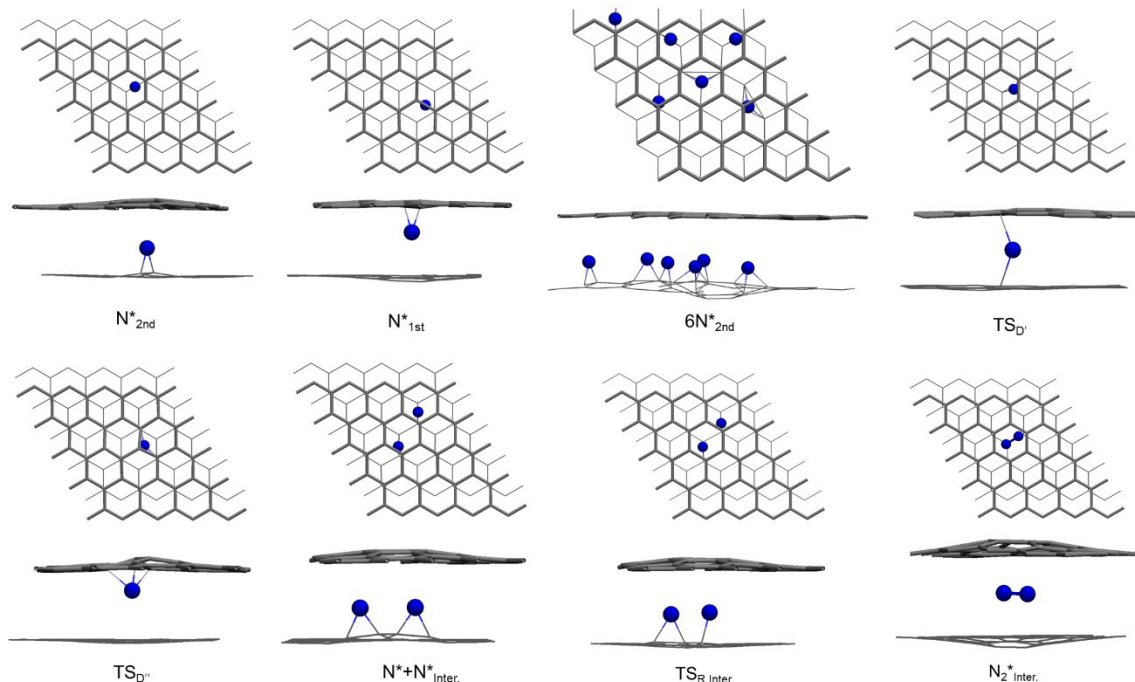 N*2nd
N*1st
6N*2nd
TSD'
TSD''
N*+N*Inter.
TSR,Inter
N2*Inter.